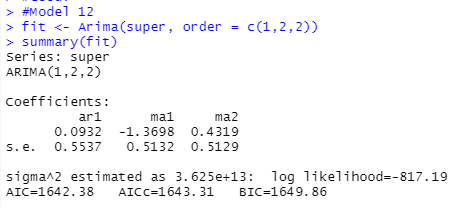 > #Model 12
> fit <- Arima(super, order = c(1,2,2))
> summary(fit)
Series: super
ARIMA(1,2,2)
Coefficients:
ar1 ma1 ma2
0.0932 -1.3698 0.4319
s.e. 0.5537 0.5132 0.5129
sigma^2 estimated as 3.625e+13: log likelihood=-817.19
AIC=1642.38 AICc=1643.31 BIC=1649.86